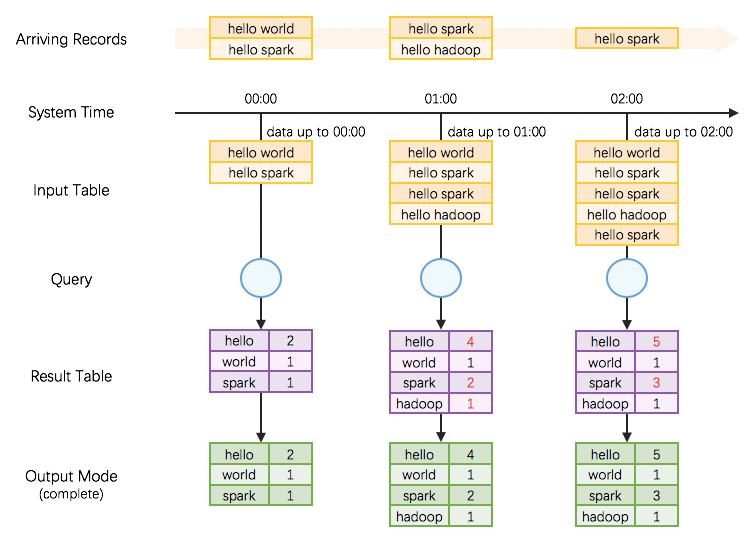 Arriving Records
hello world
hello spark
hello spark
hello hadoop
hello spark
System Time
00:00
01:00
02:00
data up to 00:00
data up to 01:00
data up to 02:00
Input Table
hello world
hello spark
hello world
hello spark
hello spark
hello hadoop
hello world
hello spark
hello spark
hello hadoop
hello spark
Query
Result Table
hello 2
world 1
spark 1
hello 4
world 1
spark 2
hadoop 1
hello 5
world 1
spark 3
hadoop 1
Output Mode
(complete)
hello 2
world 1
spark 1
hello 4
world 1
spark 2
hadoop 1
hello 5
world 1
spark 3
hadoop 1